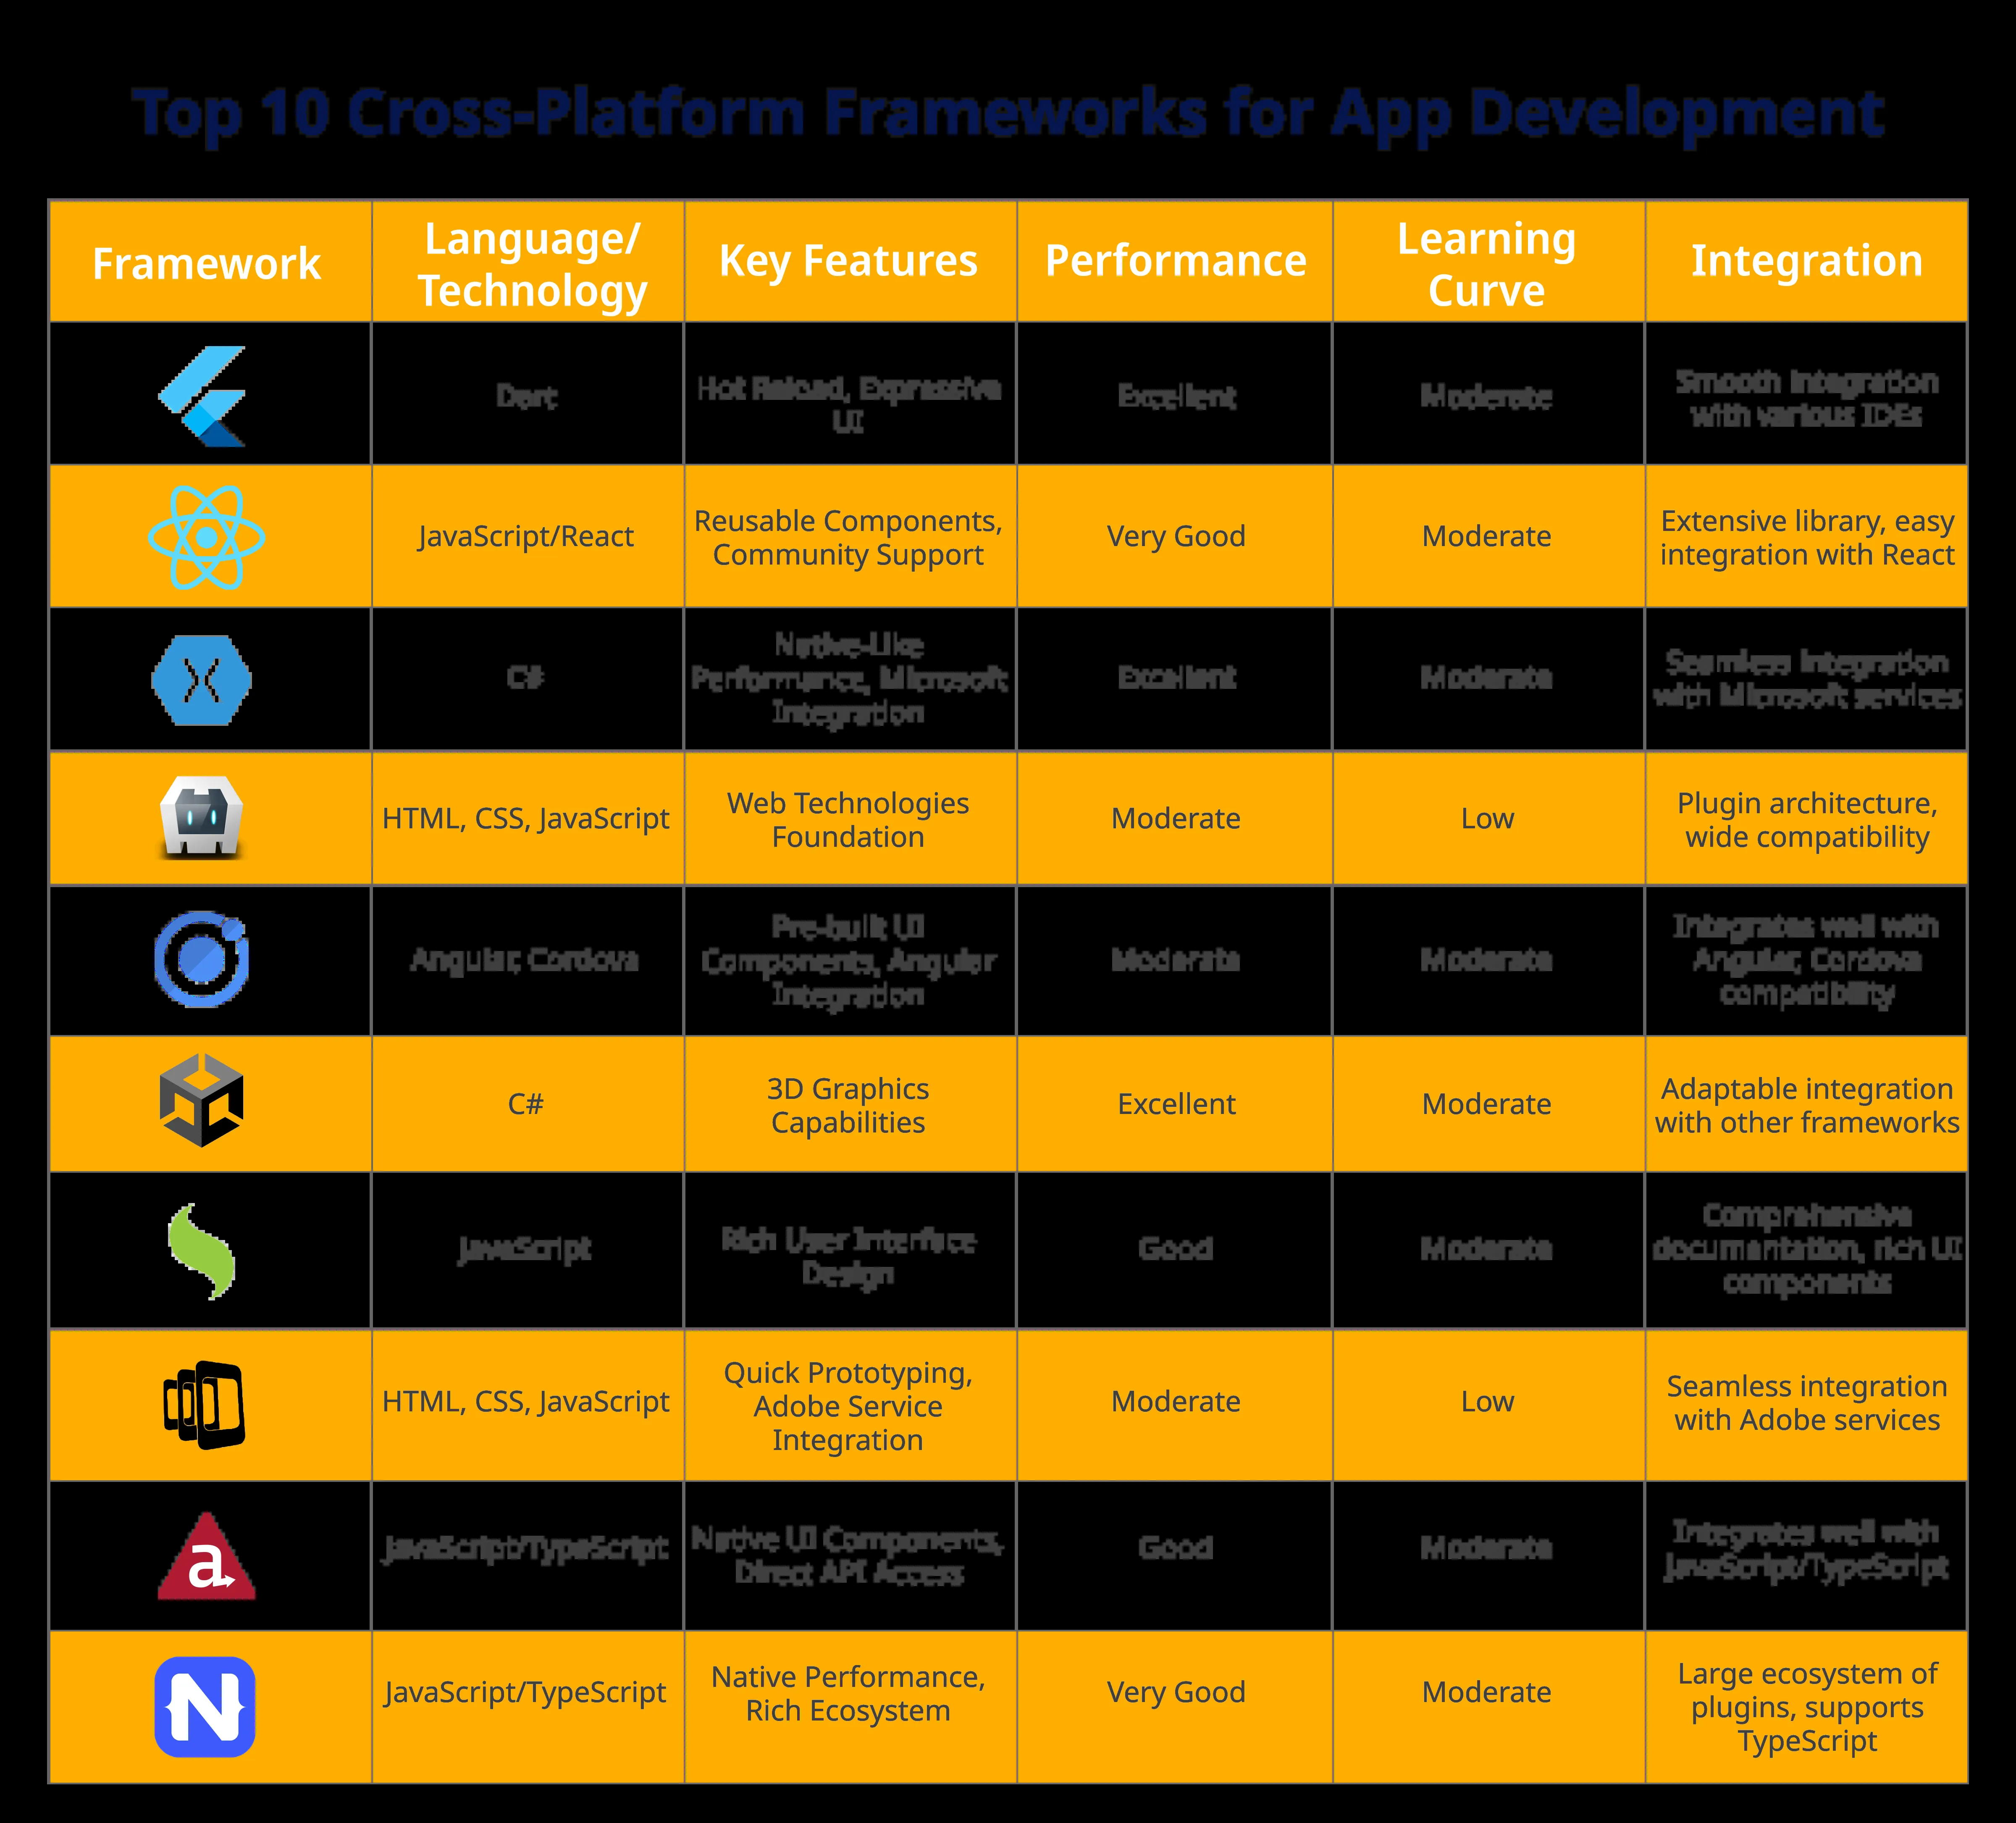 Top 10 Cross-Platform Frameworks for App Development
Framework
Language/
Technology
Key Features
Performance
Learning
Curve
Integration
Dart
Hot Reload, Expressive
UI
Excellent
Moderate
Smooth integration
with various IDEs
JavaScript/React
Reusable Components,
Community Support
Very Good
Moderate
Extensive library, easy
integration with React
C#
Native-Like
Performance, Microsoft
Integration
Excellent
Moderate
Seamless integration
with Microsoft services
HTML, CSS, JavaScript
Web Technologies
Foundation
Moderate
Low
Plugin architecture,
wide compatibility
Angular, Cordova
Pre-built UI
Components, Angular
Integration
Moderate
Moderate
Integrates well with
Angular, Cordova
compatibility
C#
3D Graphics
Capabilities
Excellent
Moderate
Adaptable integration
with other frameworks
JavaScript
Rich User Interface
Design
Good
Moderate
Comprehensive
documentation, rich UI
components
HTML, CSS, JavaScript
Quick Prototyping,
Adobe Service
Integration
Moderate
Low
Seamless integration
with Adobe services
a
JavaScript/TypeScript
Native UI Components,
Direct API Access
Good
Moderate
Integrates well with
JavaScript/TypeScript
N
JavaScript/TypeScript
Native Performance,
Rich Ecosystem
Very Good
Moderate
Large ecosystem of
plugins, supports
TypeScript